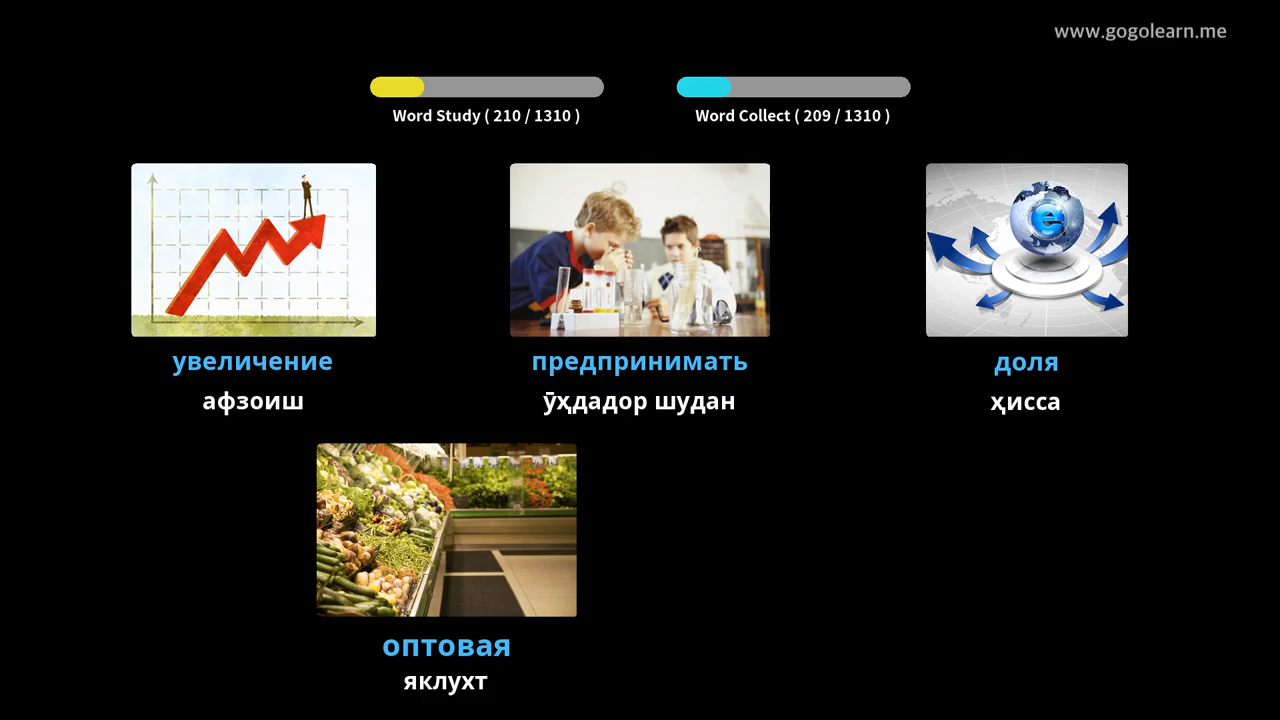 www.gogolearn.me
Word Study ( 210 / 1310 )
Word Collect ( 209 / 1310 )
увеличение
афзоиш
предпринимать
ӯҳдадор шудан
доля
ҳисса
оптовая
яклухт